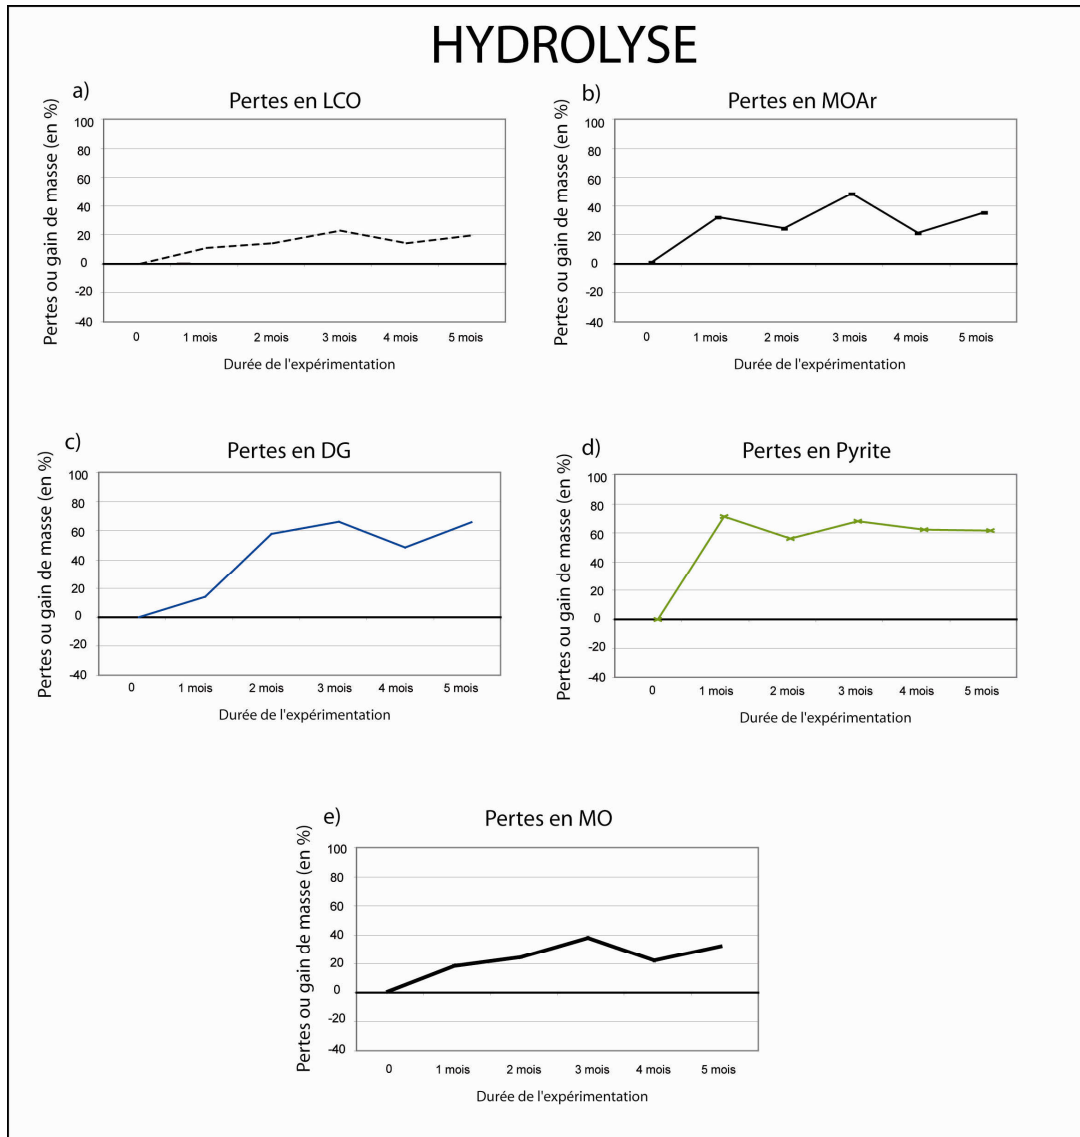 HYDROLYSE
a)
Pertes en LCO
Pertes ou gain de masse (en %)
100
80
60
40
20
0
-20
-40
0 1 mois 2 mois 3 mois 4 mois 5 mois
Durée de l'expérimentation
b)
Pertes en MOAr
Pertes ou gain de masse (en %)
100
80
60
40
20
0
-20
-40
0 1 mois 2 mois 3 mois 4 mois 5 mois
Durée de l'expérimentation
c)
Pertes en DG
Pertes ou gain de masse (en %)
100
80
60
40
20
0
-20
-40
0 1 mois 2 mois 3 mois 4 mois 5 mois
Durée de l'expérimentation
d)
Pertes en Pyrite
Pertes ou gain de masse (en %)
100
80
60
40
20
0
-20
-40
0 1 mois 2 mois 3 mois 4 mois 5 mois
Durée de l'expérimentation
e)
Pertes en MO
Pertes ou gain de masse (en %)
100
80
60
40
20
0
-20
-40
0 1 mois 2 mois 3 mois 4 mois 5 mois
Durée de l'expérimentation